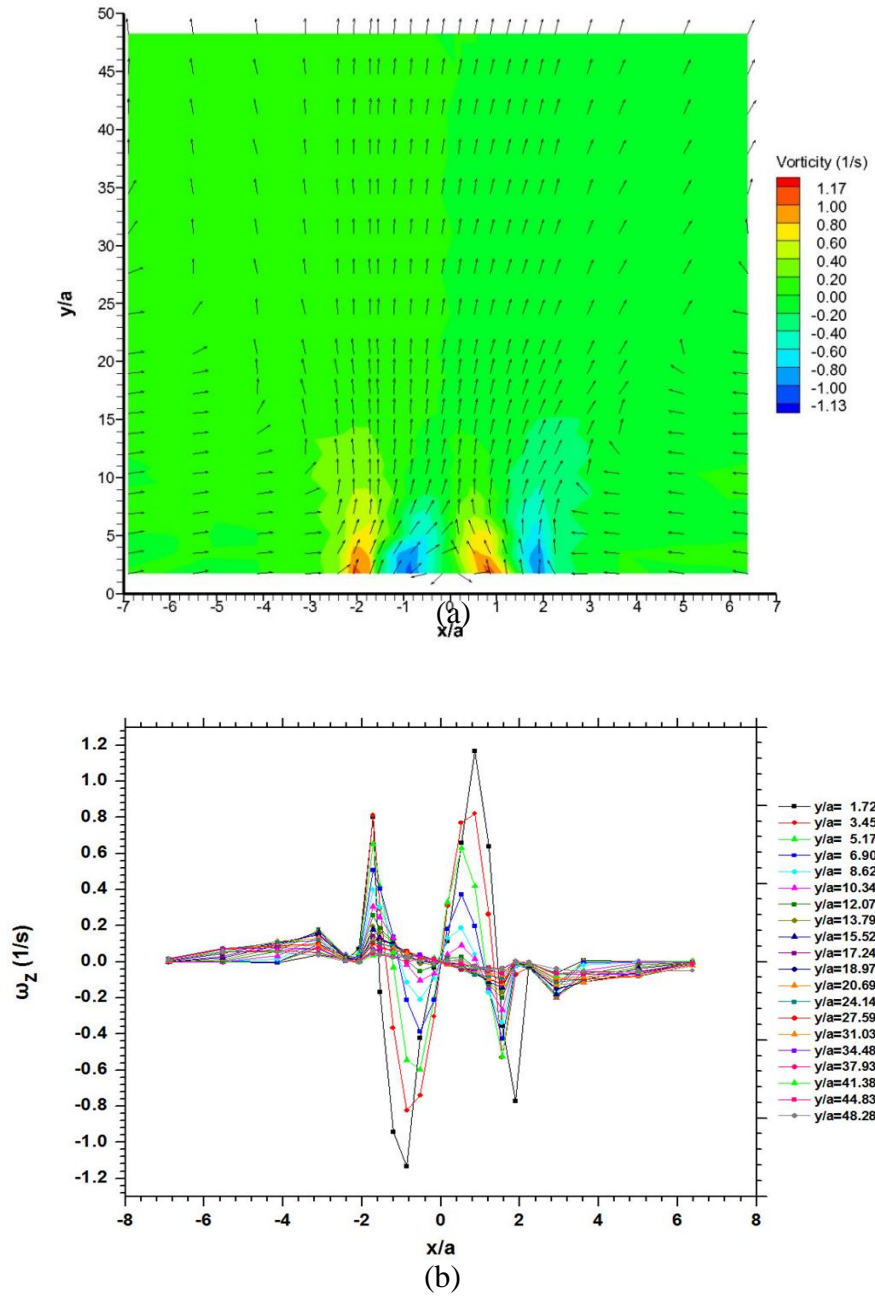 50
45
40
35
30
25
20
15
10
5
0
y/a
-7 -6 -5 -4 -3 -2 -1 0 1 2 3 4 5 6 7
x/a
(a)
Vorticity (1/s)
1.17
1.00
0.80
0.60
0.40
0.20
0.00
-0.20
-0.40
-0.60
-0.80
-1.00
-1.13
1.2
1.0
0.8
0.6
0.4
0.2
0.0
-0.2
-0.4
-0.6
-0.8
-1.0
-1.2
ωz (1/s)
-8 -6 -4 -2 0 2 4 6 8
x/a
y/a= 1.72
y/a= 3.45
y/a= 5.17
y/a= 6.90
y/a= 8.62
y/a=10.34
y/a=12.07
y/a=13.79
y/a=15.52
y/a=17.24
y/a=18.97
y/a=20.69
y/a=24.14
y/a=27.59
y/a=31.03
y/a=34.48
y/a=37.93
y/a=41.38
y/a=44.83
y/a=48.28
(b)